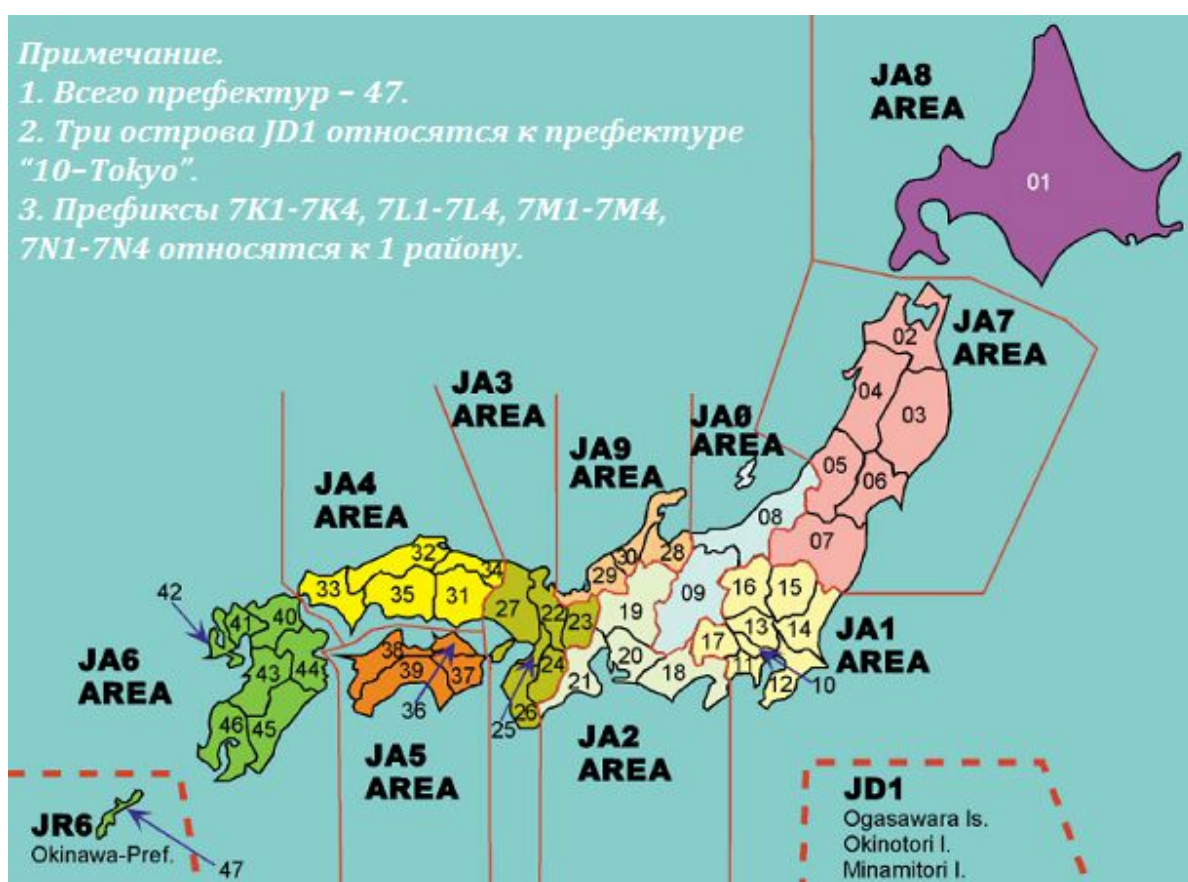 Примечание.
1. Всего префектур – 47.
2. Три острова JD1 относятся к префектуре
“10–Tokyo”.
3. Префиксы 7K1-7K4, 7L1-7L4, 7M1-7M4,
7N1-7N4 относятся к 1 району.
JA8
AREA
01
JA7
AREA
02
04
03
05
06
07
JA3
AREA
JAØ
AREA
JA9
AREA
08
JA4
AREA
32
34
33
35
31
30
28
29
27
22
23
19
09
16
15
13
14
17
11
12
10
JA1
AREA
42
41
40
43
44
46
45
JA6
AREA
38
39
37
36
24
25
26
21
20
18
JA5
AREA
JA2
AREA
JR6
Okinawa-Pref.
47
JD1
Ogasawara Is.
Okinotori I.
Minamitori I.